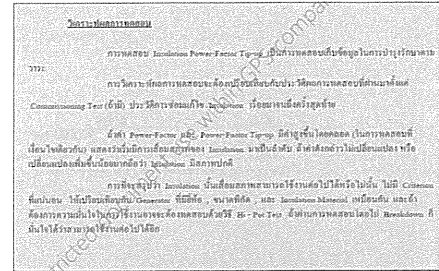 วิเคราะห์ผลการทดสอบ
การทดสอบ Insulation Power-Factor Tip-up เป็นการทดสอบเก็บข้อมูลในการบำรุงรักษาตาม
วาระ
การวิเคราะห์ผลการทดสอบจะต้องเปรียบเทียบกับประวัติผลการทดสอบที่ผ่านมาตั้งแต่
Commissioning Test (ถ้ามี) ประวัติการซ่อมแก้ไข Insulation เรื่อยมาจนถึงครั้งสุดท้าย
ถ้าค่า Power-Factor และ Power-Factor Tip-up มีค่าสูงขึ้นโดยตลอด (ในการทดสอบที่
เงื่อนไขเดียวกัน) แสดงว่าเริ่มมีการเสื่อมสภาพของ Insulation มาเป็นลำดับ ถ้าค่าดังกล่าวไม่เปลี่ยนแปลง หรือ
เปลี่ยนแปลงเพิ่มขึ้นน้อยมากถือว่า Insulation มีสภาพปกติ
การที่จะสรุปว่า Insulation นั้นเสื่อมสภาพสามารถใช้งานต่อไปได้หรือไม่นั้น ไม่มี Criterion
ที่แน่นอน ให้เปรียบเทียบกับ Generator ที่มียี่ห้อ , ขนาดพิกัด , และ Insulation Material เหมือนกัน และถ้า
ต้องการความมั่นใจในการใช้งานอาจจะต้องทดสอบด้วยวิธี Hi - Pot Test ถ้าผ่านการทดสอบโดยไม่ Breakdown ก็
มั่นใจได้ว่าสามารถใช้งานต่อไปได้อีก